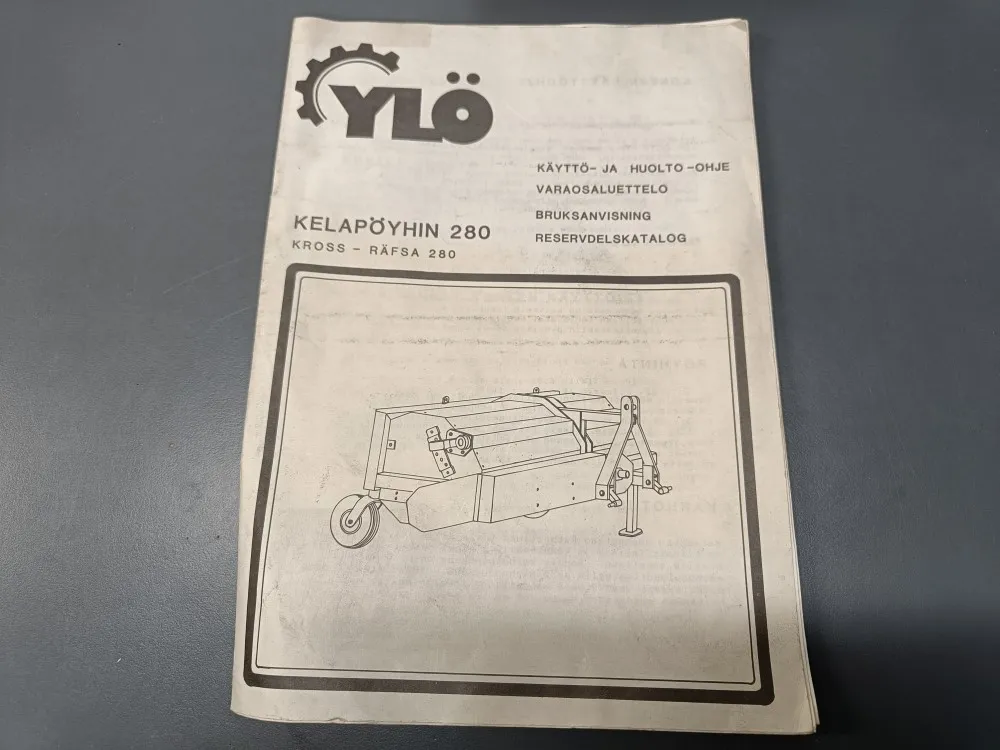 YLÖ
KÄYTTÖ- JA HUOLTO-OHJE
VARAOSALUETTELO
BRUKSANVISNING
RESERVDELSKATALOG
KELAPÖYHIN 280
KROSS - RÄFSA 280